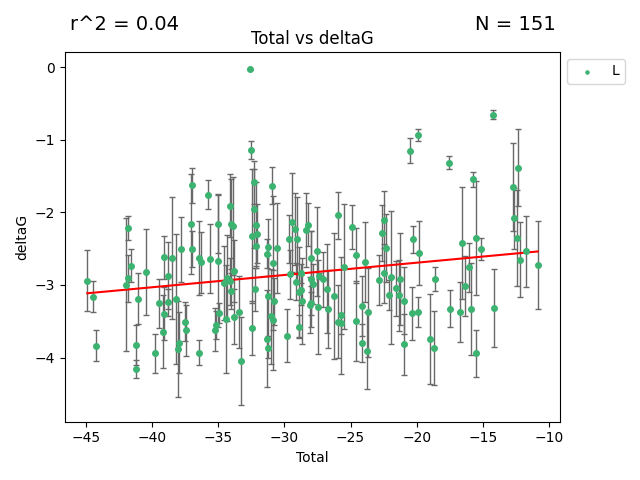 r^2 = 0.04
N = 151
Total vs deltaG
L
deltaG
0
−1
−2
−3
−4
−45 −40 −35 −30 −25 −20 −15 −10
Total